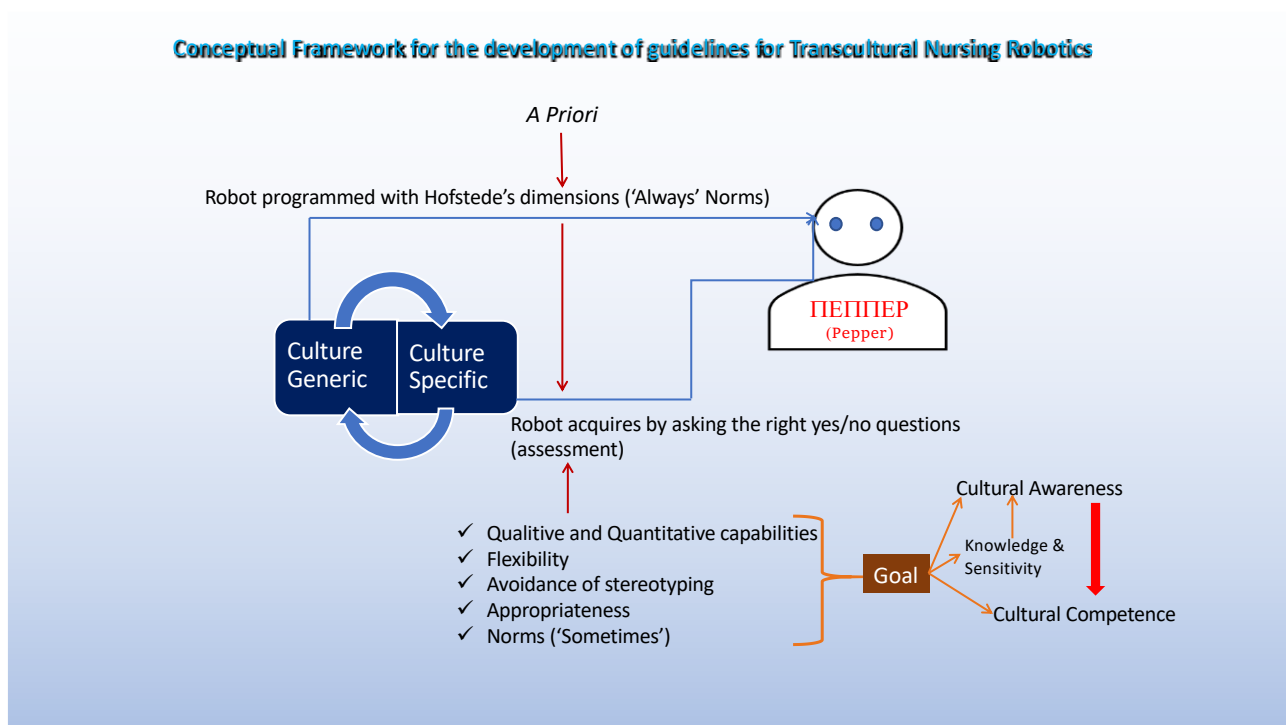 Conceptual Framework for the development of guidelines for Transcultural Nursing Robotics
A Priori
Robot programmed with Hofstede’s dimensions (‘Always’ Norms)
ПЕППЕР
(Pepper)
Culture
Generic
Culture
Specific
Robot acquires by asking the right yes/no questions
(assessment)
✓ Qualitive and Quantitative capabilities
✓ Flexibility
✓ Avoidance of stereotyping
✓ Appropriateness
✓ Norms (‘Sometimes’)
Goal
Cultural Awareness
Knowledge &
Sensitivity
Cultural Competence